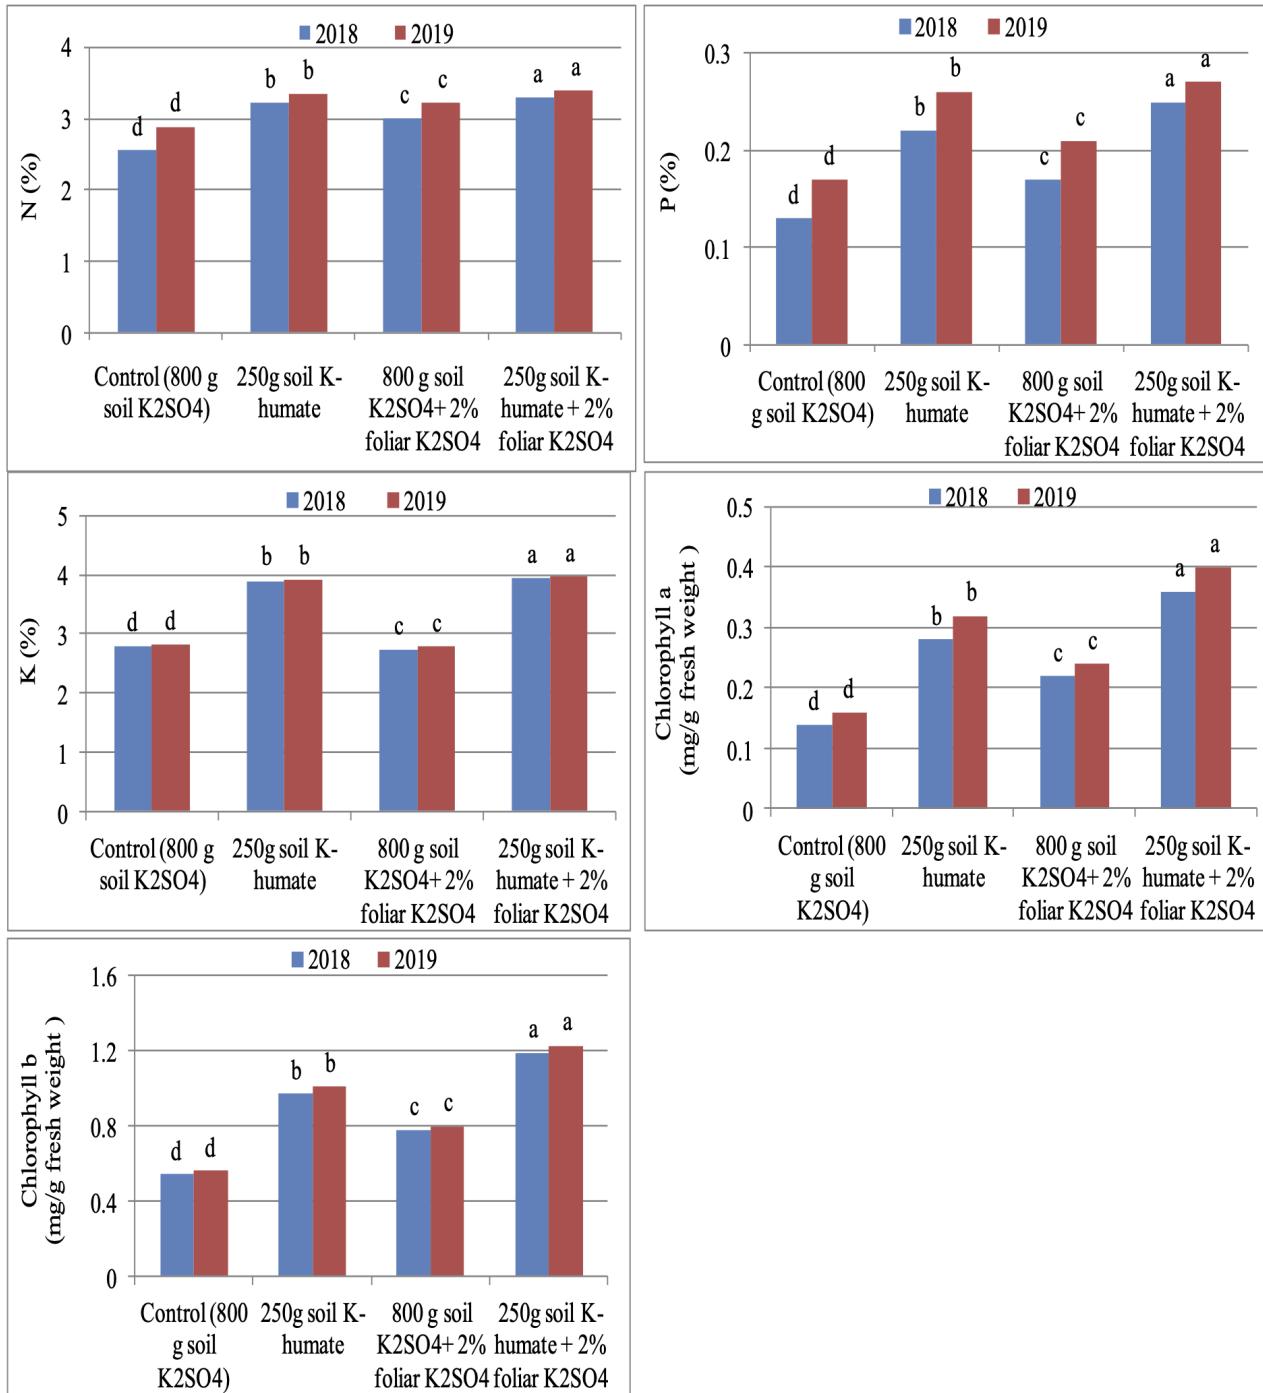 2018 2019
4
3
2
1
0
N (%)
d d b b c c a a
Control (800 g
soil K2SO4)
250g soil K-
humate
800 g soil
K2SO4+ 2%
foliar K2SO4
250g soil K-
humate + 2%
foliar K2SO4
2018 2019
0.3
0.2
0.1
0
P (%)
d d b b c c a a
Control (800
g soil K2SO4)
250g soil K-
humate
800 g soil
K2SO4+ 2%
foliar K2SO4
250g soil K-
humate + 2%
foliar K2SO4
2018 2019
5
4
3
2
1
0
K (%)
d d b b c c a a
Control (800 g
soil K2SO4)
250g soil K-
humate
800 g soil
K2SO4+ 2%
foliar K2SO4
250g soil K-
humate + 2%
foliar K2SO4
2018 2019
0.5
0.4
0.3
0.2
0.1
0
Chlorophyll a
(mg/g fresh weight )
d d b b c c a a
Control (800
g soil
K2SO4)
250g soil K-
humate
800 g soil
K2SO4+ 2%
foliar K2SO4
250g soil K-
humate + 2%
foliar K2SO4
2018 2019
1.6
1.2
0.8
0.4
0
Chlorophyll b
(mg/g fresh weight )
d d b b c c a a
Control (800
g soil
K2SO4)
250g soil K-
humate
800 g soil
K2SO4+ 2%
foliar K2SO4
250g soil K-
humate + 2%
foliar K2SO4